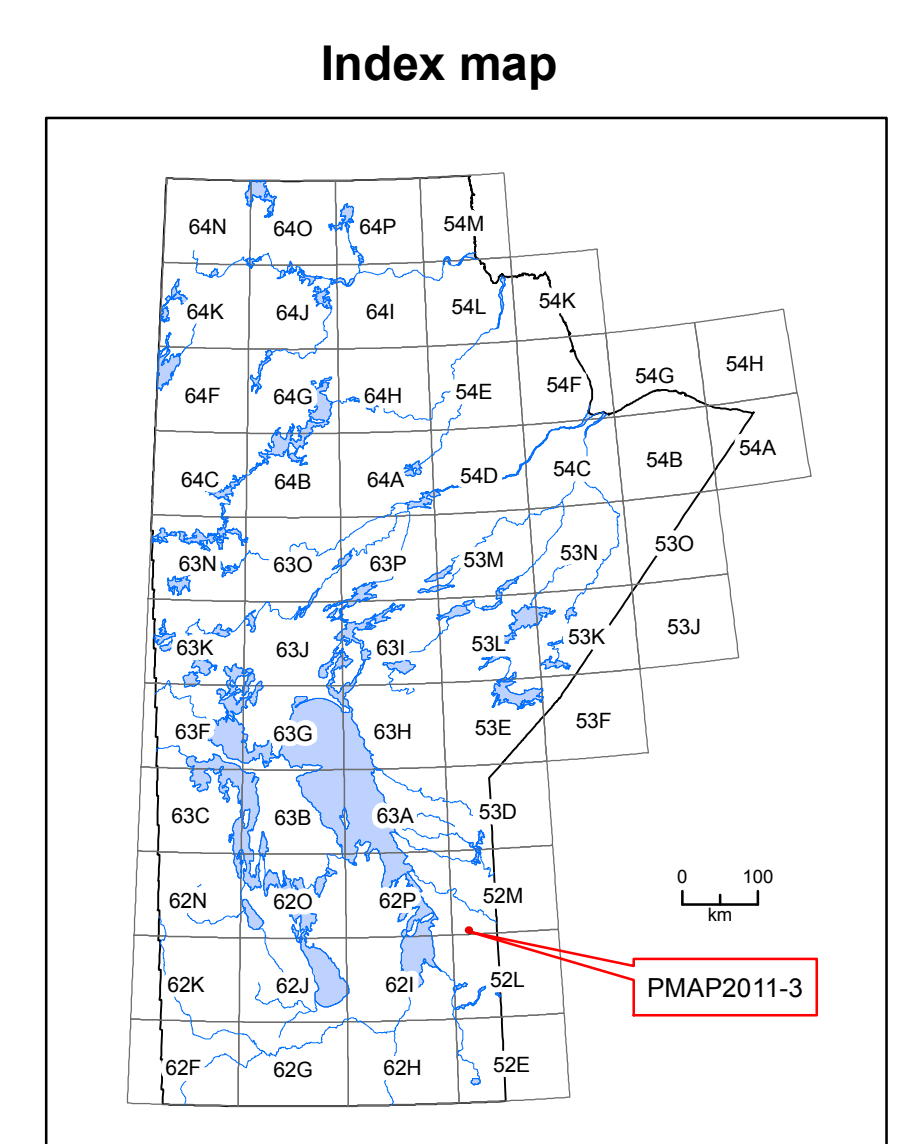 Index map
64N 64O 64P 54M
64K 64J 64I 54L 54K
64F 64G 64H 54E 54F 54G 54H
64C 64B 64A 54D 54C 54B 54A
63N 63O 63P 53M 53N 53O
63K 63J 63I 53L 53K 53J
63F 63G 63H 53E 53F
63C 63B 63A 53D
62N 62O 62P 52M
0 100
km
62K 62J 62I 52L
PMAP2011-3
62F 62G 62H 52E